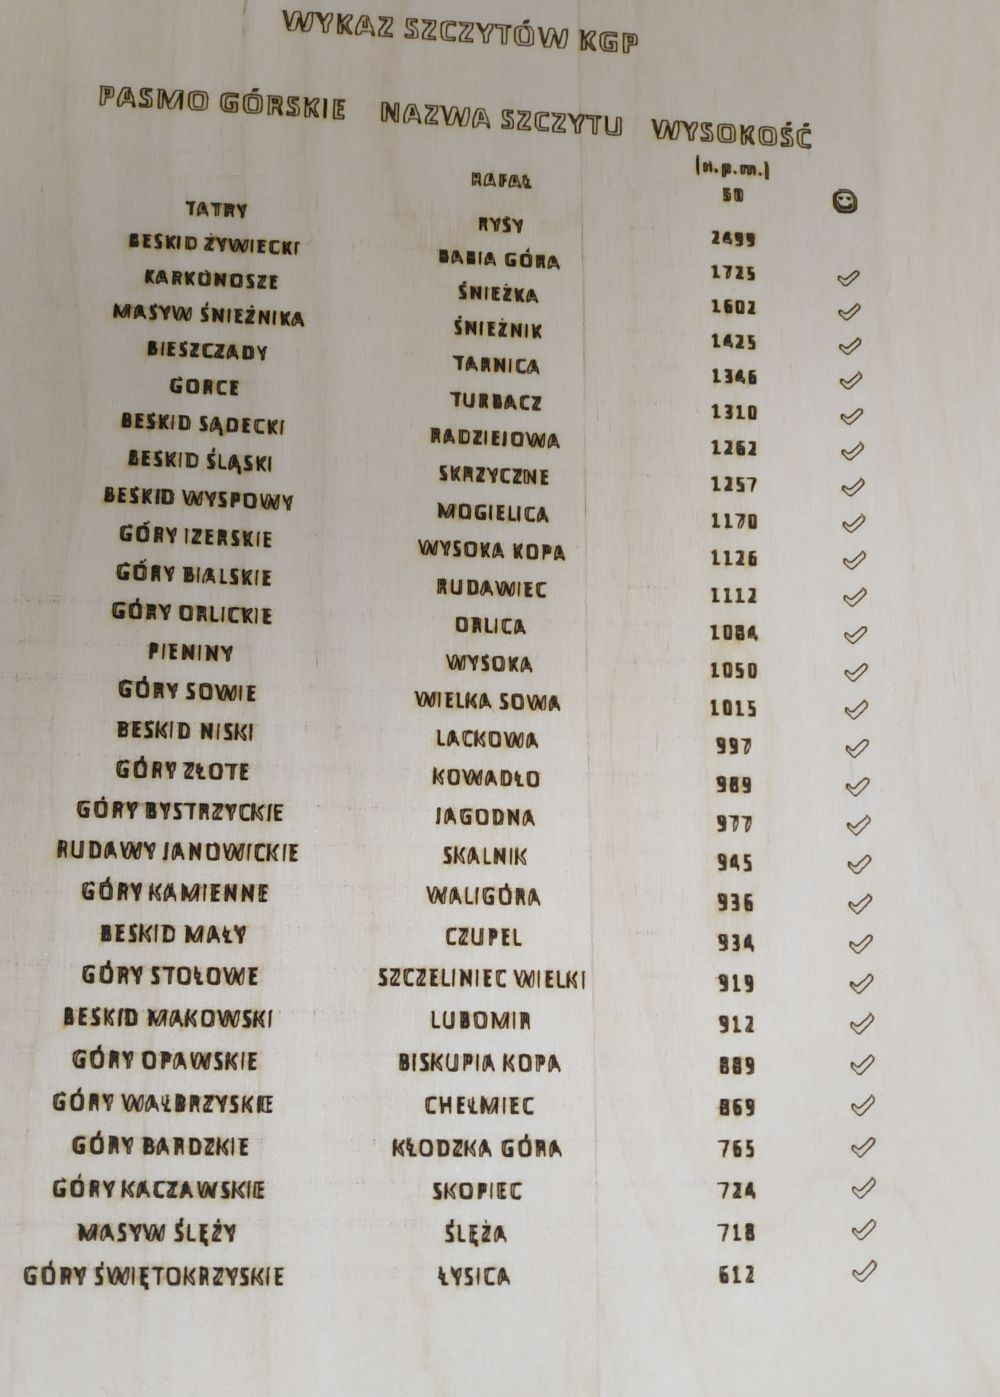 WYKAZ SZCZYTÓW KGP
PASMO GÓRSKIE NAZWA SZCZYTU WYSOKOŚĆ
(n.p.m.)
RAFAŁ 50
TATRY RYSY 2499
BESKID ŻYWIECKI BABIA GÓRA 1725
KARKONOSZE ŚNIEŻKA 1602
MASYW ŚNIEŻNIKA ŚNIEŻNIK 1425
BIESZCZADY TARNICA 1346
GORCE TURBACZ 1310
BESKID SĄDECKI RADZIEJOWA 1262
BESKID ŚLĄSKI SKRZYCZNE 1257
BESKID WYSPOWY MOGIELICA 1170
GÓRY IZERSKIE WYSOKA KOPA 1126
GÓRY BIALSKIE RUDAWIEC 1112
GÓRY ORLICKIE ORLICA 1084
PIENINY WYSOKA 1050
GÓRY SOWIE WIELKA SOWA 1015
BESKID NISKI LACKOWA 997
GÓRY ZŁOTE KOWADŁO 989
GÓRY BYSTRZYCKIE JAGODNA 977
RUDAWY JANOWICKIE SKALNIK 945
GÓRY KAMIENNE WALIGÓRA 936
BESKID MAŁY CZUPEL 934
GÓRY STOŁOWE SZCZELINIEC WIELKI 919
BESKID MAKOWSKI LUBOMIR 912
GÓRY OPAWSKIE BISKUPIA KOPA 889
GÓRY WAŁBRZYSKIE CHEŁMIEC 869
GÓRY BARDZKIE KŁODZKA GÓRA 765
GÓRY KACZAWSKIE SKOPIEC 724
MASYW ŚLĘŻY ŚLĘŻA 718
GÓRY ŚWIĘTOKRZYSKIE ŁYSICA 612